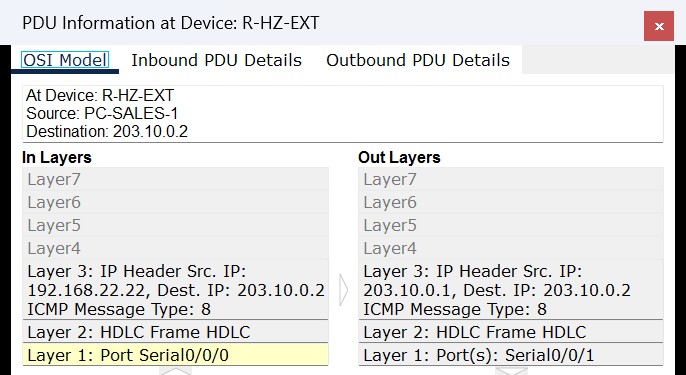 PDU Information at Device: R-HZ-EXT
x
OSI Model Inbound PDU Details Outbound PDU Details
At Device: R-HZ-EXT
Source: PC-SALES-1
Destination: 203.10.0.2
In Layers
Layer7
Layer6
Layer5
Layer4
Layer 3: IP Header Src. IP:
192.168.22.22, Dest. IP: 203.10.0.2
ICMP Message Type: 8
Layer 2: HDLC Frame HDLC
Layer 1: Port Serial0/0/0
Out Layers
Layer7
Layer6
Layer5
Layer4
Layer 3: IP Header Src. IP:
203.10.0.1, Dest. IP: 203.10.0.2
ICMP Message Type: 8
Layer 2: HDLC Frame HDLC
Layer 1: Port(s): Serial0/0/1